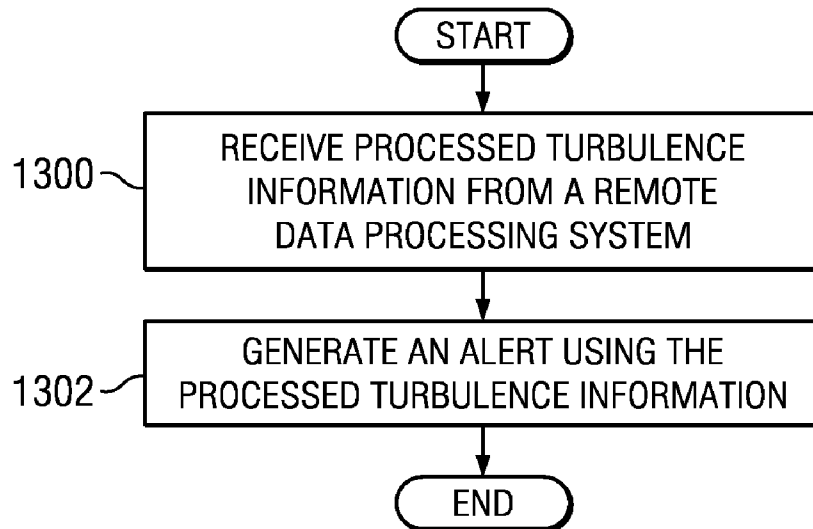 START
1300
RECEIVE PROCESSED TURBULENCE
INFORMATION FROM A REMOTE
DATA PROCESSING SYSTEM
1302
GENERATE AN ALERT USING THE
PROCESSED TURBULENCE INFORMATION
END